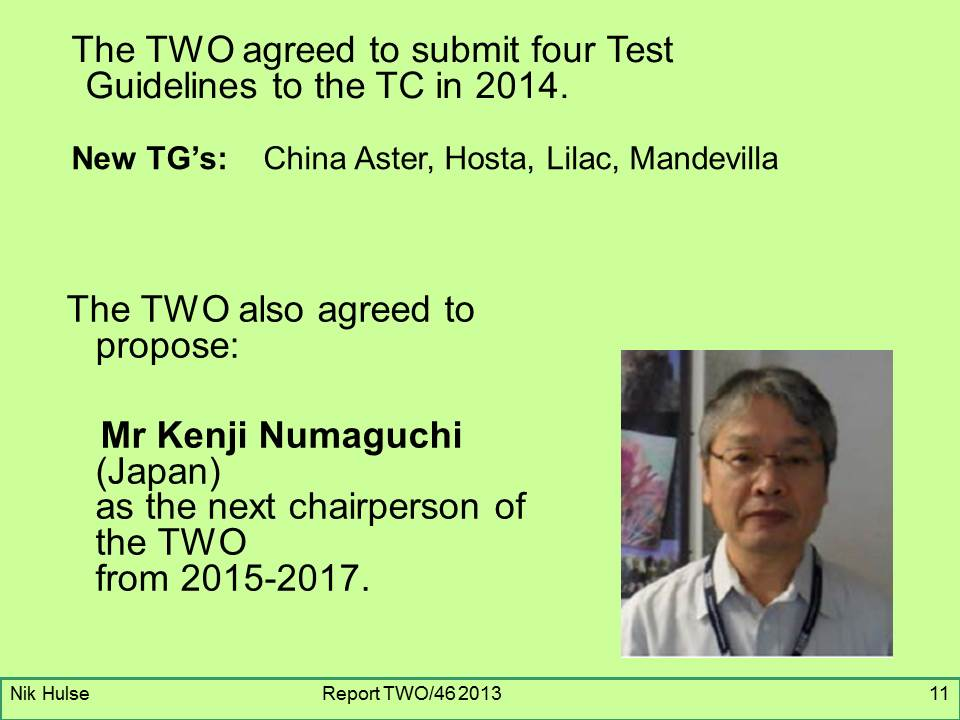 The TWO agreed to submit four Test
Guidelines to the TC in 2014.
New TG’s: China Aster, Hosta, Lilac, Mandevilla
The TWO also agreed to
propose:
Mr Kenji Numaguchi
(Japan)
as the next chairperson of
the TWO
from 2015-2017.
Nik Hulse Report TWO/46 2013 11